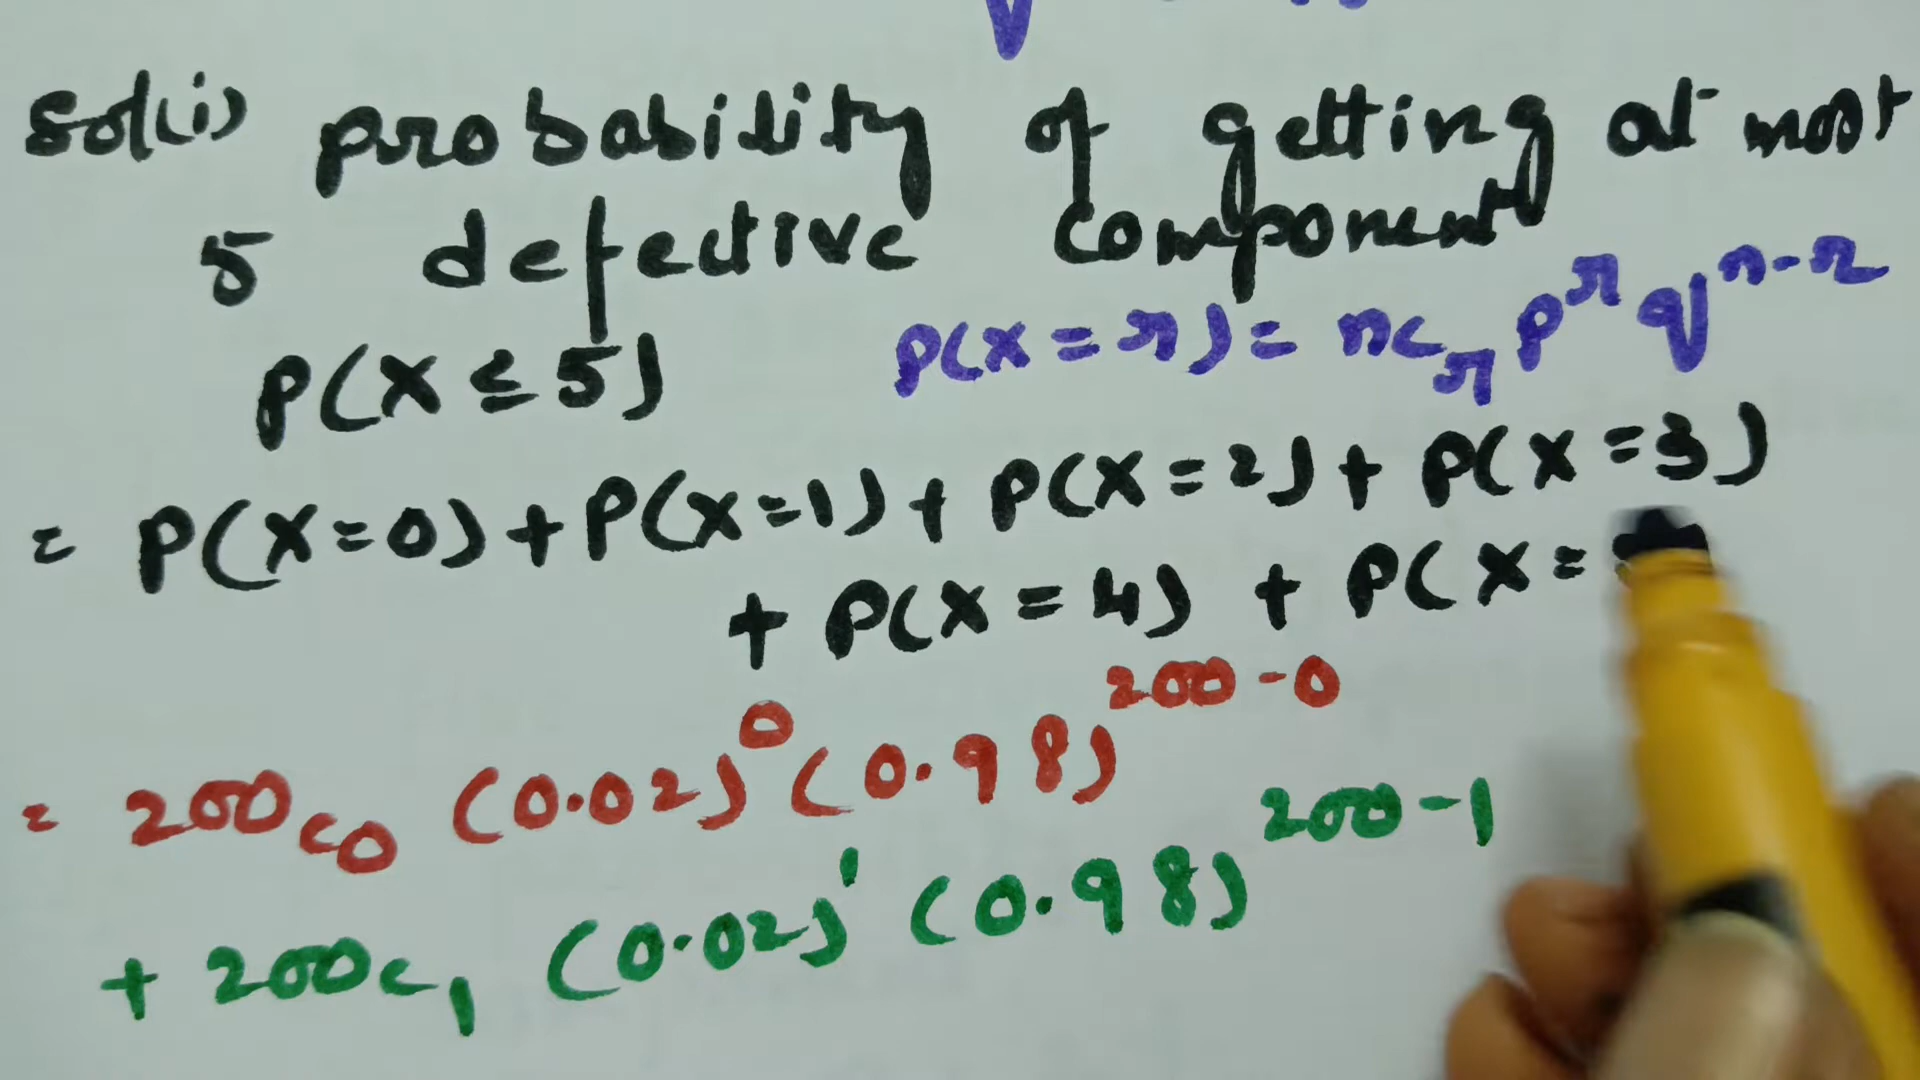 Sol(i) probability of getting at most
5 defective component
P(X ≤ 5) P(X = r) = nCr p^r q^n-r
= P(X=0) + P(X=1) + P(X=2) + P(X=3)
+ P(X=4) + P(X=
= 200C0 (0.02)^0 (0.98)^200-0
+ 200C1 (0.02)^1 (0.98)^200-1